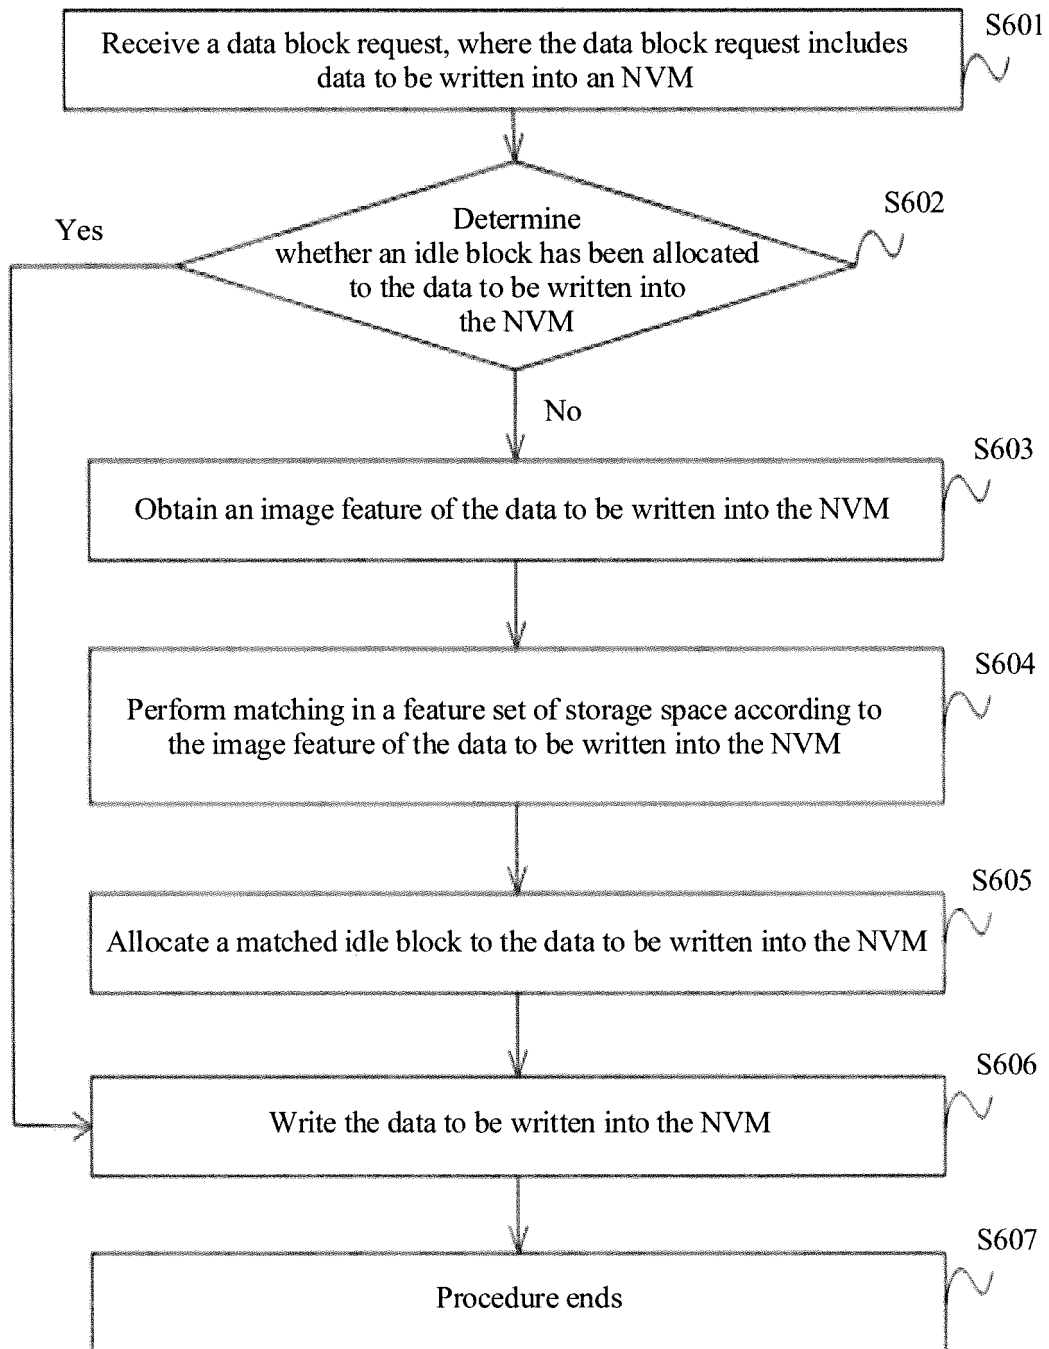 S601
Receive a data block request, where the data block request includes
data to be written into an NVM
S602
Yes
Determine
whether an idle block has been allocated
to the data to be written into
the NVM
No
S603
Obtain an image feature of the data to be written into the NVM
S604
Perform matching in a feature set of storage space according to
the image feature of the data to be written into the NVM
S605
Allocate a matched idle block to the data to be written into the NVM
S606
Write the data to be written into the NVM
S607
Procedure ends